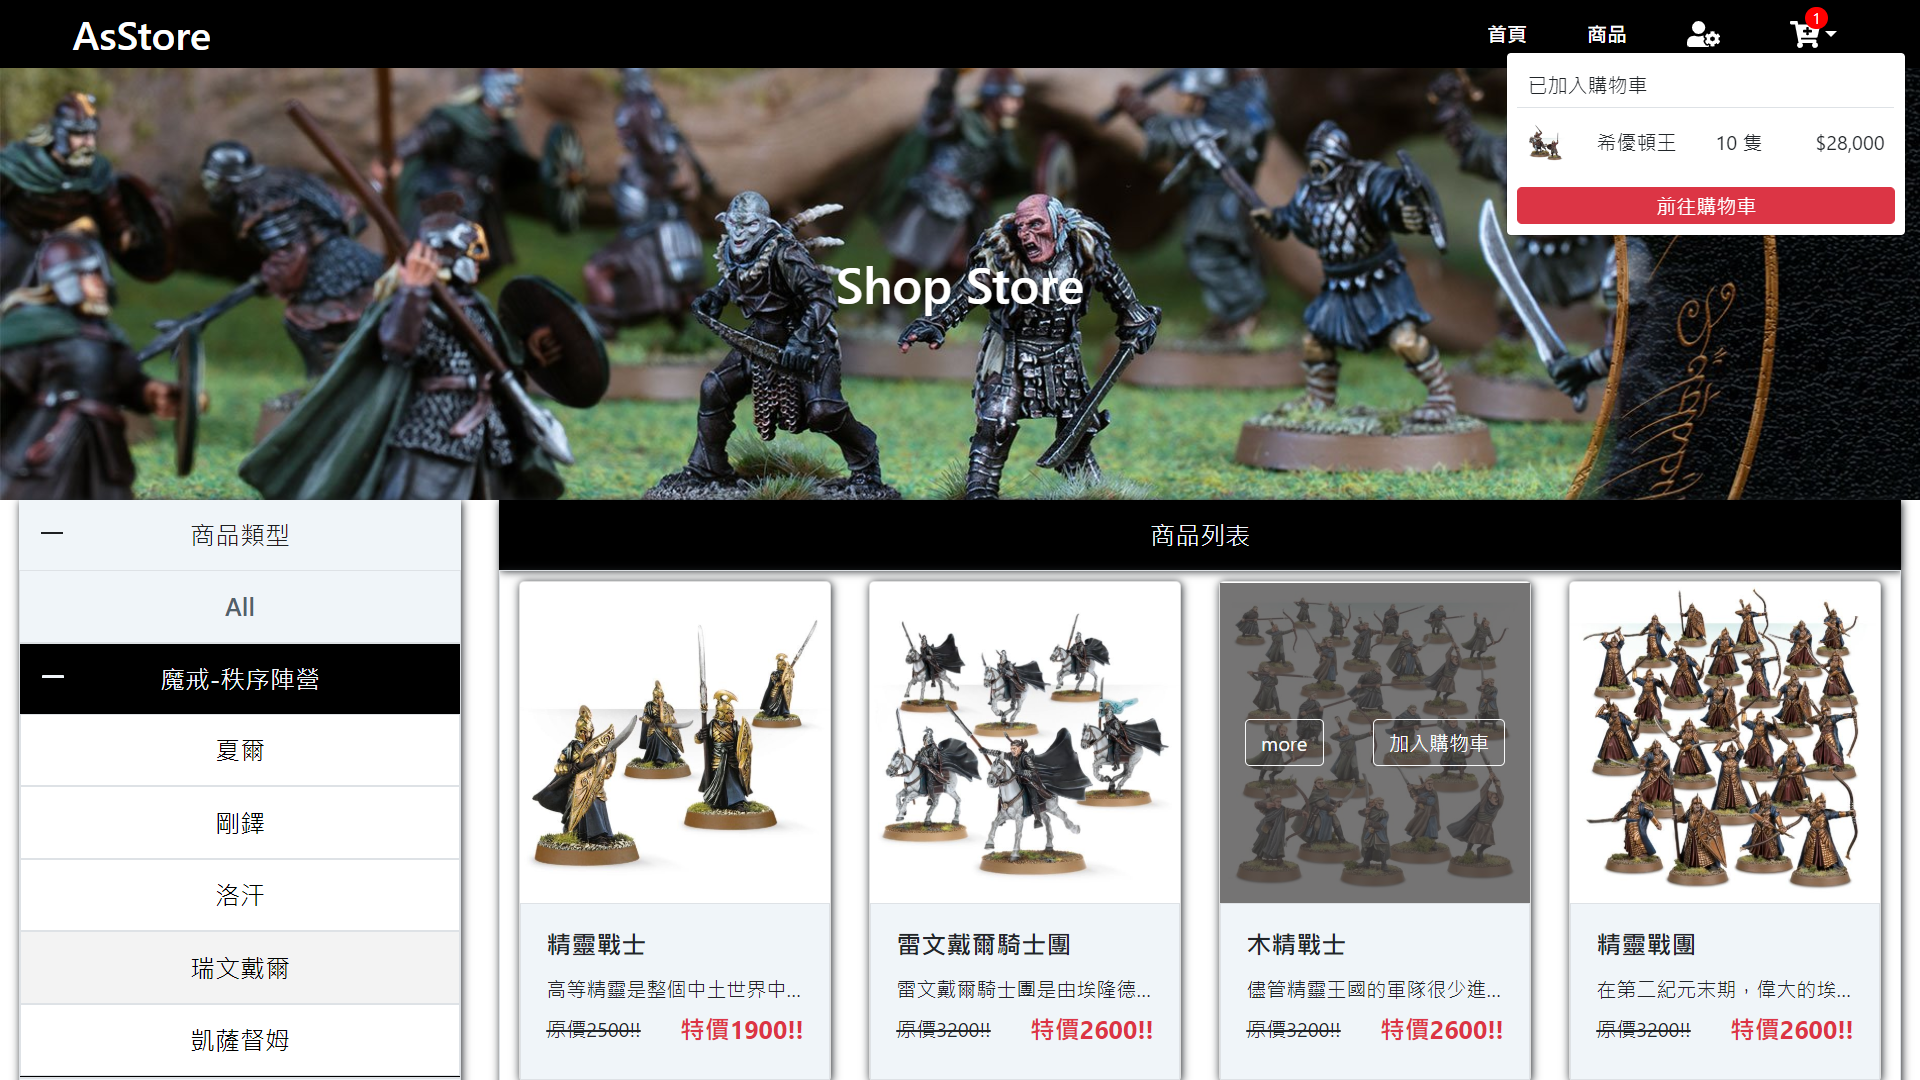 AsStore
首頁
商品
1
已加入購物車
希優頓王 10 隻 $28,000
前往購物車
Shop Store
商品類型
All
魔戒-秩序陣營
夏爾
剛鐸
洛汗
瑞文戴爾
凱薩督姆
商品列表
精靈戰士
高等精靈是整個中土世界中...
原價2500!! 特價1900!!
雷文戴爾騎士團
雷文戴爾騎士團是由埃隆德...
原價3200!! 特價2600!!
more 加入購物車
木精戰士
儘管精靈王國的軍隊很少進...
原價3200!! 特價2600!!
精靈戰團
在第二紀元末期，偉大的埃...
原價3200!! 特價2600!!